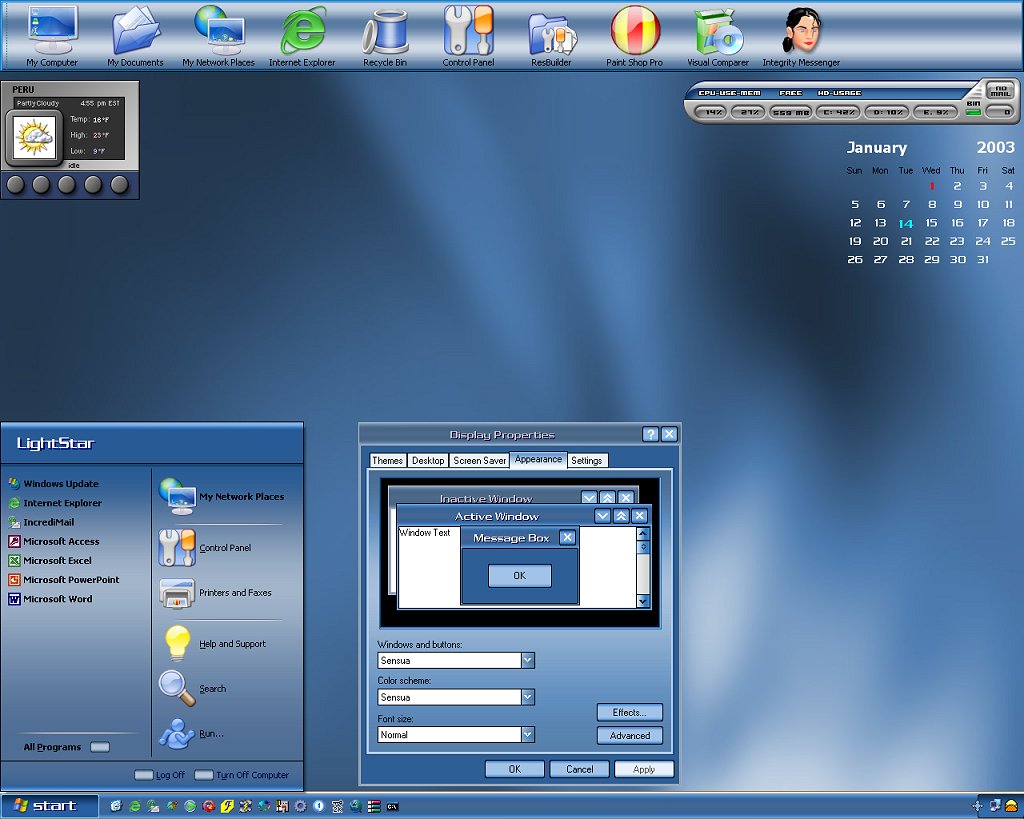 My Computer My Documents My Network Places Internet Explorer Recycle Bin Control Panel ResBuilder Paint Shop Pro Visual Comparer Integrity Messenger
PERU
PartlyCloudy 4:55 pm EST
Temp: 16°F
High: 23°F
Low: 9°F
idle
CPU-USE-MEM FREE HD-USAGE
NO MAIL
BIN
14% 27% 559 MB C: 42% D: 10% E: 9% 0
January 2003
Sun Mon Tue Wed Thu Fri Sat
1 2 3 4
5 6 7 8 9 10 11
12 13 14 15 16 17 18
19 20 21 22 23 24 25
26 27 28 29 30 31
LightStar
Windows Update
Internet Explorer
IncrediMail
Microsoft Access
Microsoft Excel
Microsoft PowerPoint
Microsoft Word
All Programs
My Network Places
Control Panel
Printers and Faxes
Help and Support
Search
Run...
Log Off Turn Off Computer
Display Properties
Themes Desktop Screen Saver Appearance Settings
Inactive Window
Active Window
Window Text
Message Box
OK
Windows and buttons:
Sensua
Color scheme:
Sensua
Font size:
Normal
Effects...
Advanced
OK Cancel Apply
start